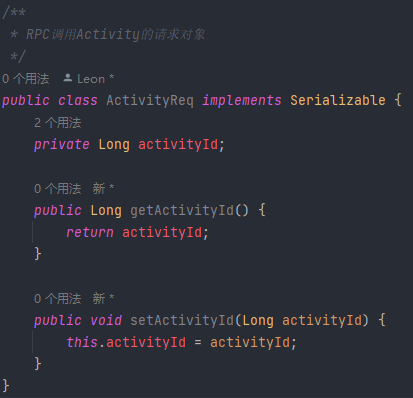 /**
 * RPC调用Activity的请求对象
 */
0 个用法 Leon *
public class ActivityReq implements Serializable {
2 个用法
private Long activityId;
0 个用法 新 *
public Long getActivityId() {
return activityId;
}
0 个用法 新 *
public void setActivityId(Long activityId) {
this.activityId = activityId;
}
}